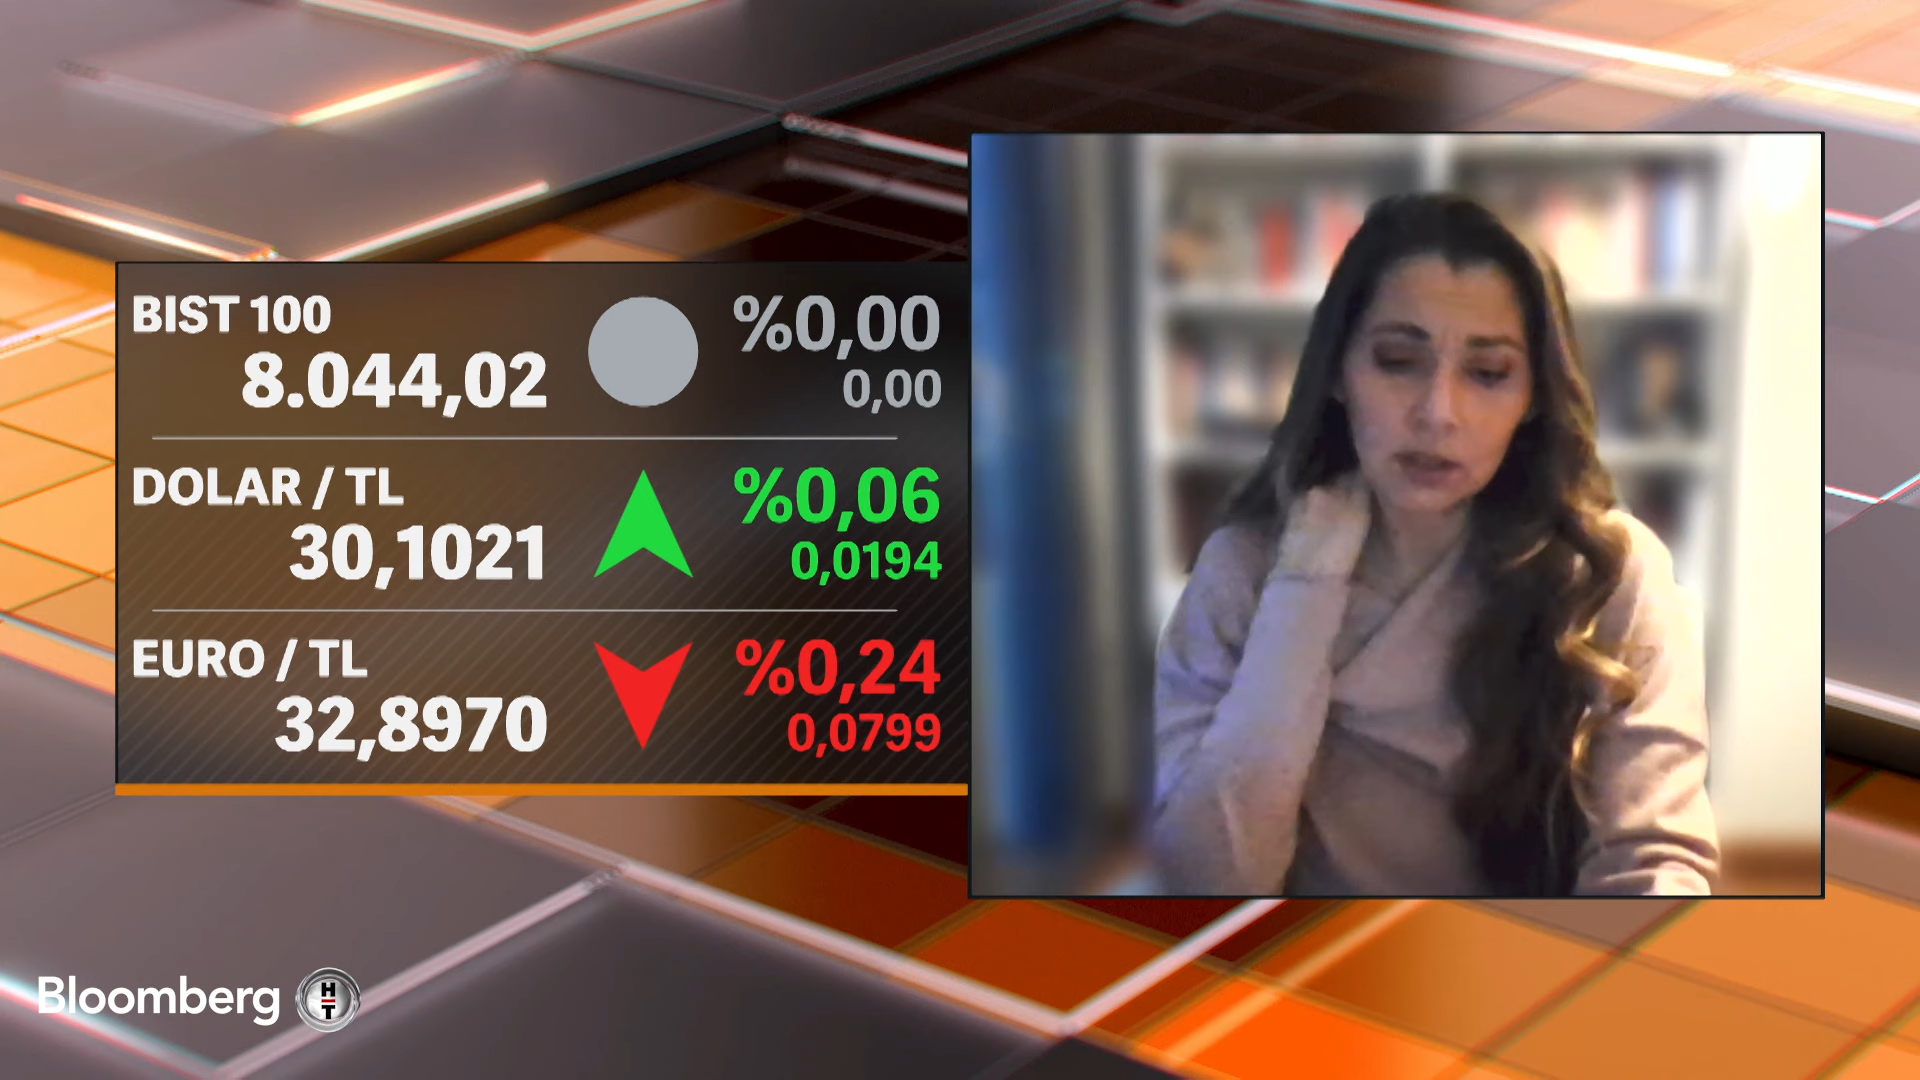 BIST 100
8.044,02
%0,00
0,00
DOLAR / TL
30,1021
%0,06
0,0194
EURO / TL
32,8970
%0,24
0,0799
Bloomberg HT